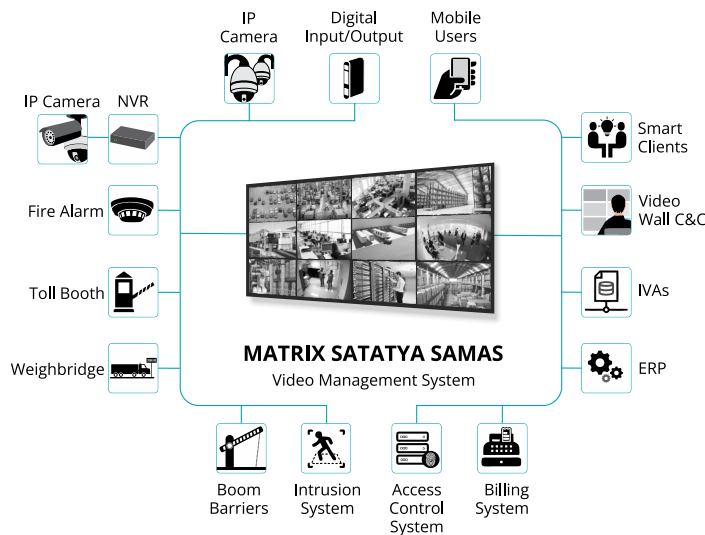 IP
Camera
Digital
Input/Output
Mobile
Users
IP Camera
NVR
Smart
Clients
Fire Alarm
Video
Wall C&C
Toll Booth
IVAs
MATRIX SATATYA SAMAS
Video Management System
Weighbridge
ERP
Boom
Barriers
Intrusion
System
Access
Control
System
Billing
System